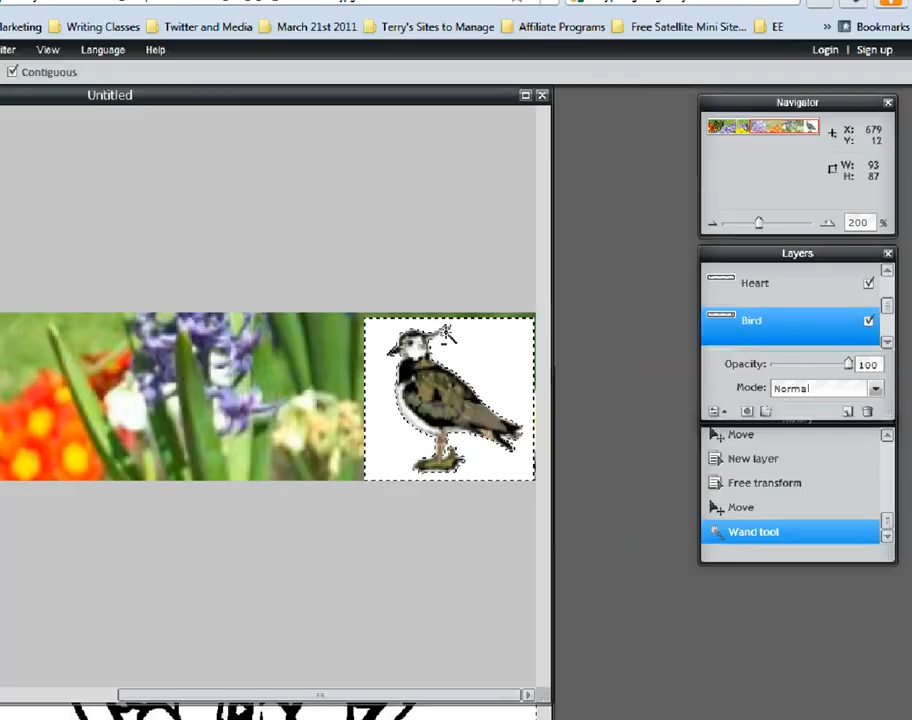 arketing Writing Classes Twitter and Media March 21st 2011 Terry's Sites to Manage Affiliate Programs Free Satellite Mini Site... EE » Bookmarks
lter View Language Help Login | Sign up
Contiguous
Untitled
Navigator
X: 679
Y: 12
W: 93
H: 87
200 %
Layers
Heart
Bird
Opacity: 100
Mode: Normal
Move
New layer
Free transform
Move
Wand tool